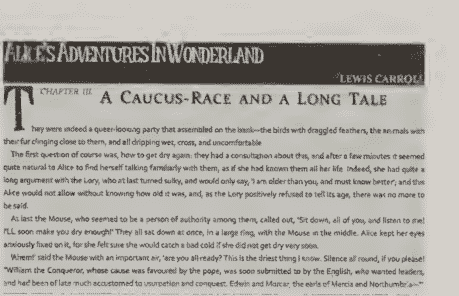 ALICE'S ADVENTURES IN WONDERLAND
LEWIS CARROLL
CHAPTER III
A CAUCUS-RACE AND A LONG TALE
They were indeed a queer-looking party that assembled on the bank—the birds with draggled feathers, the animals with
their fur clinging close to them, and all dripping wet, cross, and uncomfortable
The first question of course was, how to get dry again: they had a consultation about this, and after a few minutes it seemed
quite natural to Alice to find herself talking familiarly with them, as if she had known them all her life. Indeed, she had quite a
long argument with the Lory, who at last turned sulky, and would only say, 'I am older than you, and must know better'; and this
Alice would not allow without knowing how old it was, and, as the Lory positively refused to tell its age, there was no more to
be said.
At last the Mouse, who seemed to be a person of authority among them, called out, 'Sit down, all of you, and listen to me!
I'LL soon make you dry enough!' They all sat down at once, in a large ring, with the Mouse in the middle. Alice kept her eyes
anxiously fixed on it, for she felt sure she would catch a bad cold if she did not get dry very soon.
'Ahem!' said the Mouse with an important air, 'are you all ready? This is the driest thing I know. Silence all round, if you please!
"William the Conqueror, whose cause was favoured by the pope, was soon submitted to by the English, who wanted leaders,
and had been of late much accustomed to usurpation and conquest. Edwin and Morcar, the earls of Mercia and Northumbria—"'